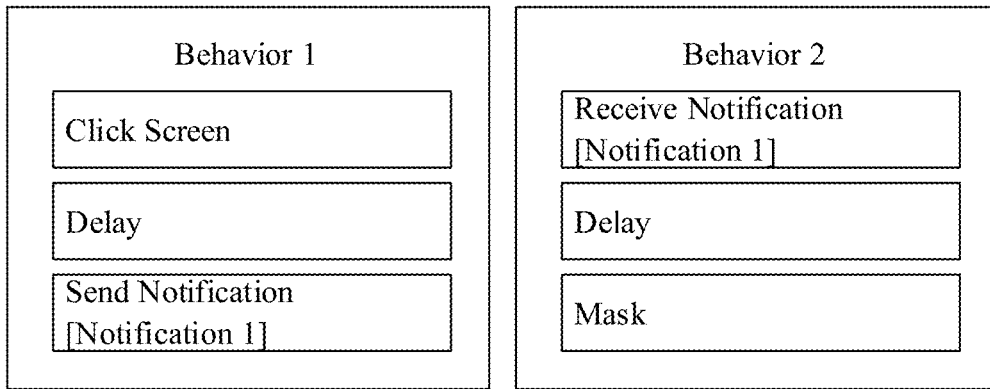 Behavior 1
Click Screen
Delay
Send Notification
[Notification 1]
Behavior 2
Receive Notification
[Notification 1]
Delay
Mask